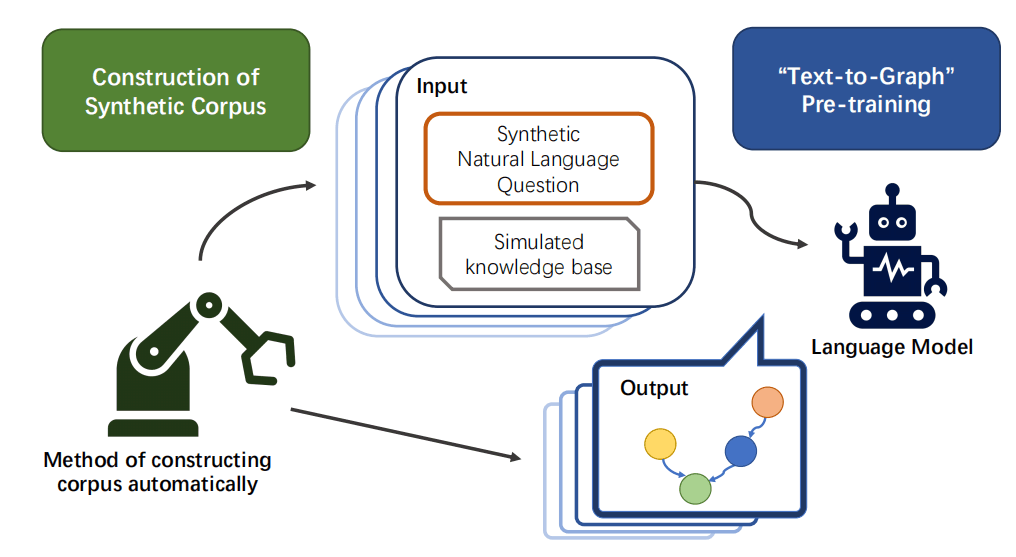 Construction of
Synthetic Corpus
Input
Synthetic
Natural Language
Question
Simulated
knowledge base
“Text-to-Graph”
Pre-training
Language Model
Output
Method of constructing
corpus automatically